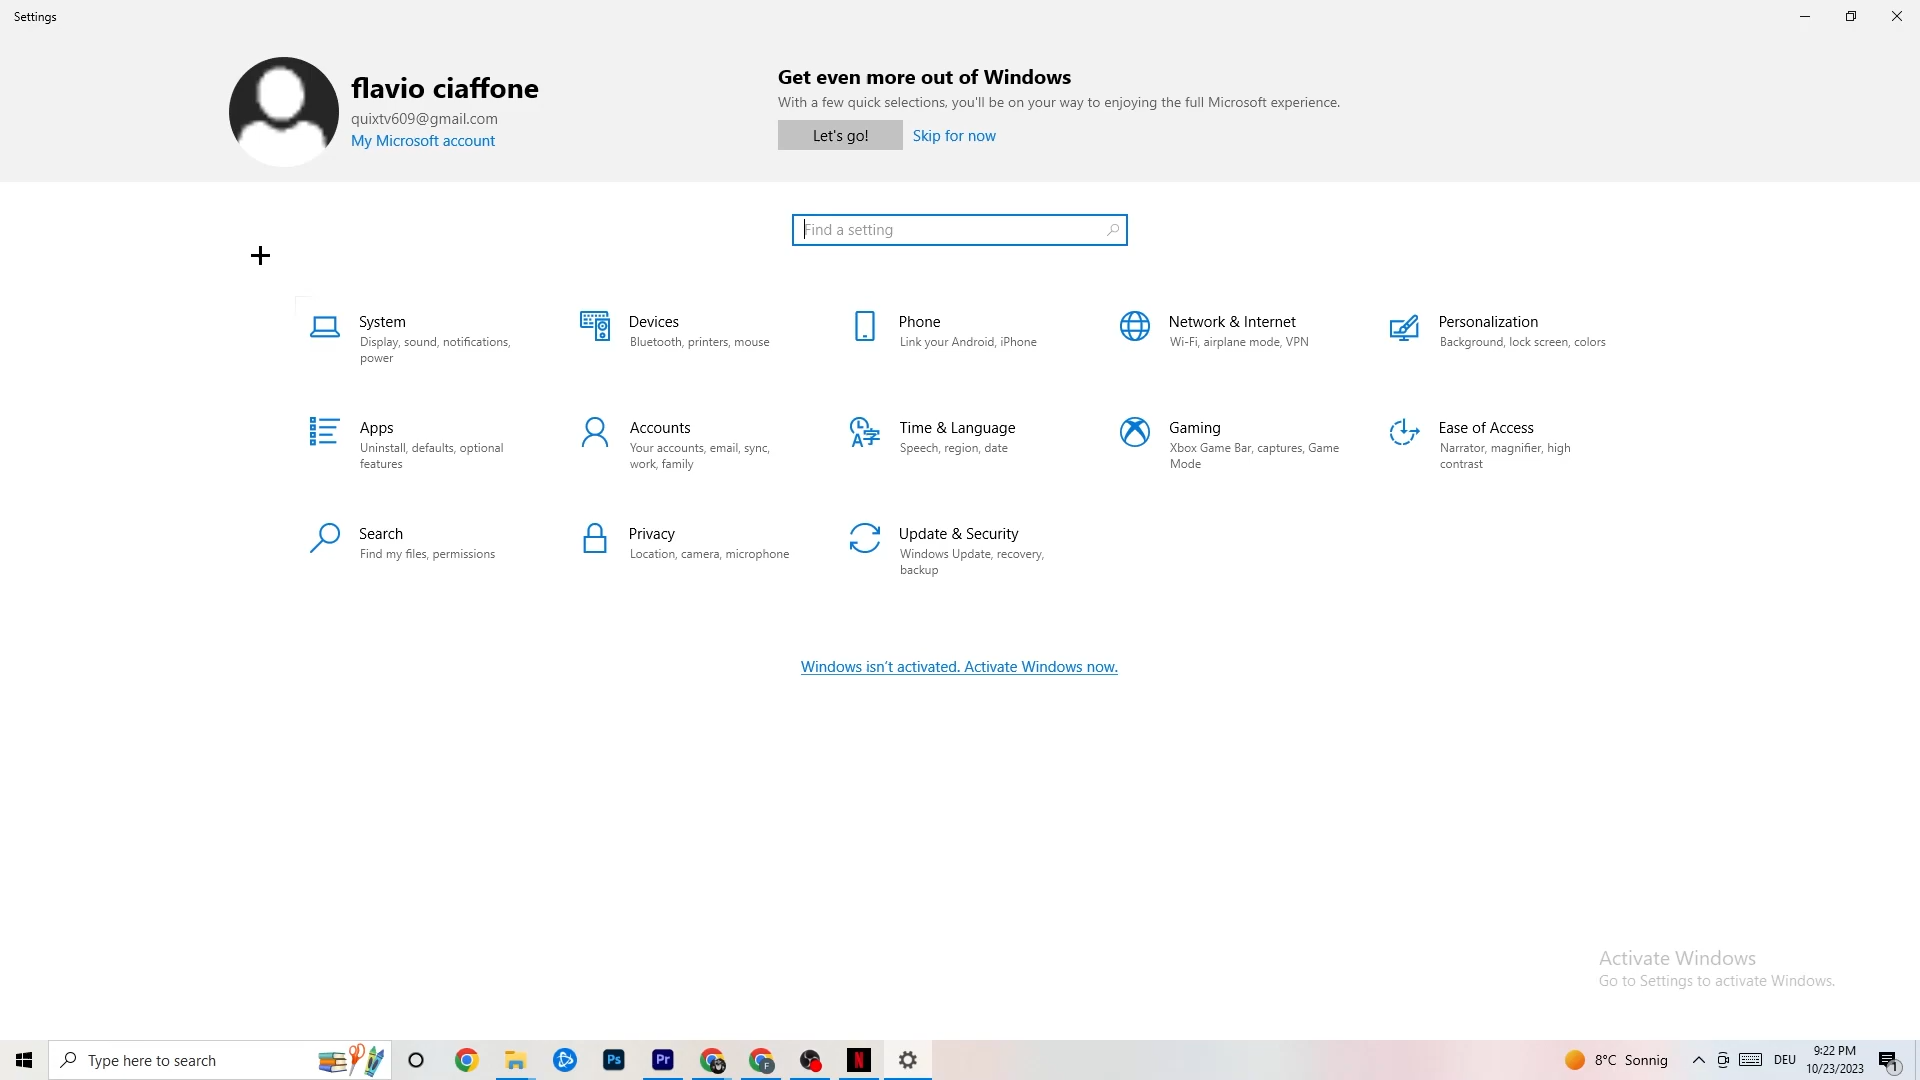 Settings
flavio ciaffone
quixtv609@gmail.com
My Microsoft account
Get even more out of Windows
With a few quick selections, you'll be on your way to enjoying the full Microsoft experience.
Let's go!
Skip for now
Find a setting
System
Display, sound, notifications,
power
Devices
Bluetooth, printers, mouse
Phone
Link your Android, iPhone
Network & Internet
Wi-Fi, airplane mode, VPN
Personalization
Background, lock screen, colors
Apps
Uninstall, defaults, optional
features
Accounts
Your accounts, email, sync,
work, family
Time & Language
Speech, region, date
Gaming
Xbox Game Bar, captures, Game
Mode
Ease of Access
Narrator, magnifier, high
contrast
Search
Find my files, permissions
Privacy
Location, camera, microphone
Update & Security
Windows Update, recovery,
backup
Windows isn't activated. Activate Windows now.
Activate Windows
Go to Settings to activate Windows.
Type here to search
Ps
Pr
F
N
8°C Sonnig
DEU
9:22 PM
10/23/2023
1